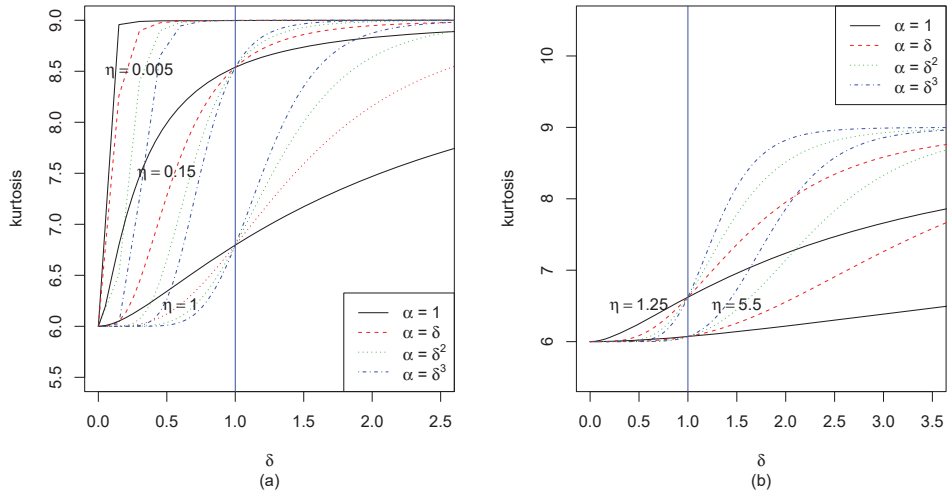 9.0
8.5
8.0
7.5
7.0
6.5
6.0
5.5
kurtosis
η = 0.005
η = 0.15
η = 1
α = 1
α = δ
α = δ²
α = δ³
0.0 0.5 1.0 1.5 2.0 2.5
δ
(a)
10
9
8
7
6
kurtosis
α = 1
α = δ
α = δ²
α = δ³
η = 1.25
η = 5.5
0.0 0.5 1.0 1.5 2.0 2.5 3.0 3.5
δ
(b)